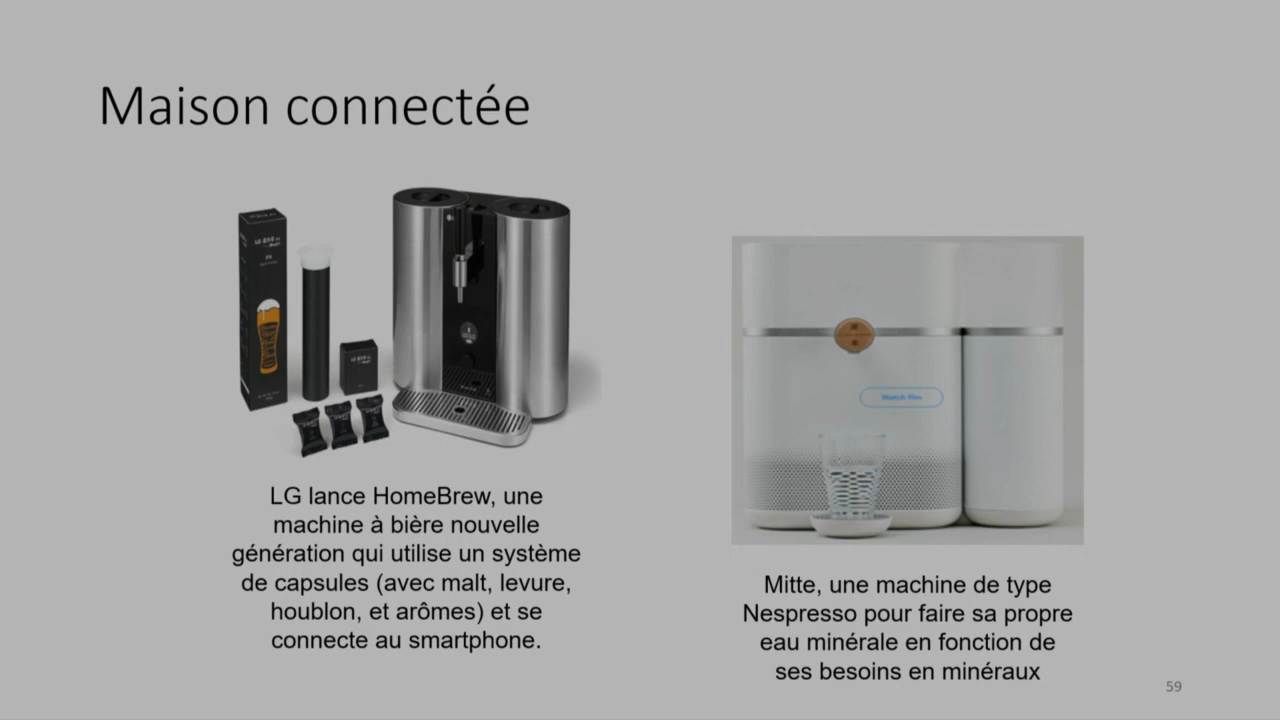 Maison connectée
LG lance HomeBrew, une
machine à bière nouvelle
génération qui utilise un système
de capsules (avec malt, levure,
houblon, et arômes) et se
connecte au smartphone.
Watch film
Mitte, une machine de type
Nespresso pour faire sa propre
eau minérale en fonction de
ses besoins en minéraux
59